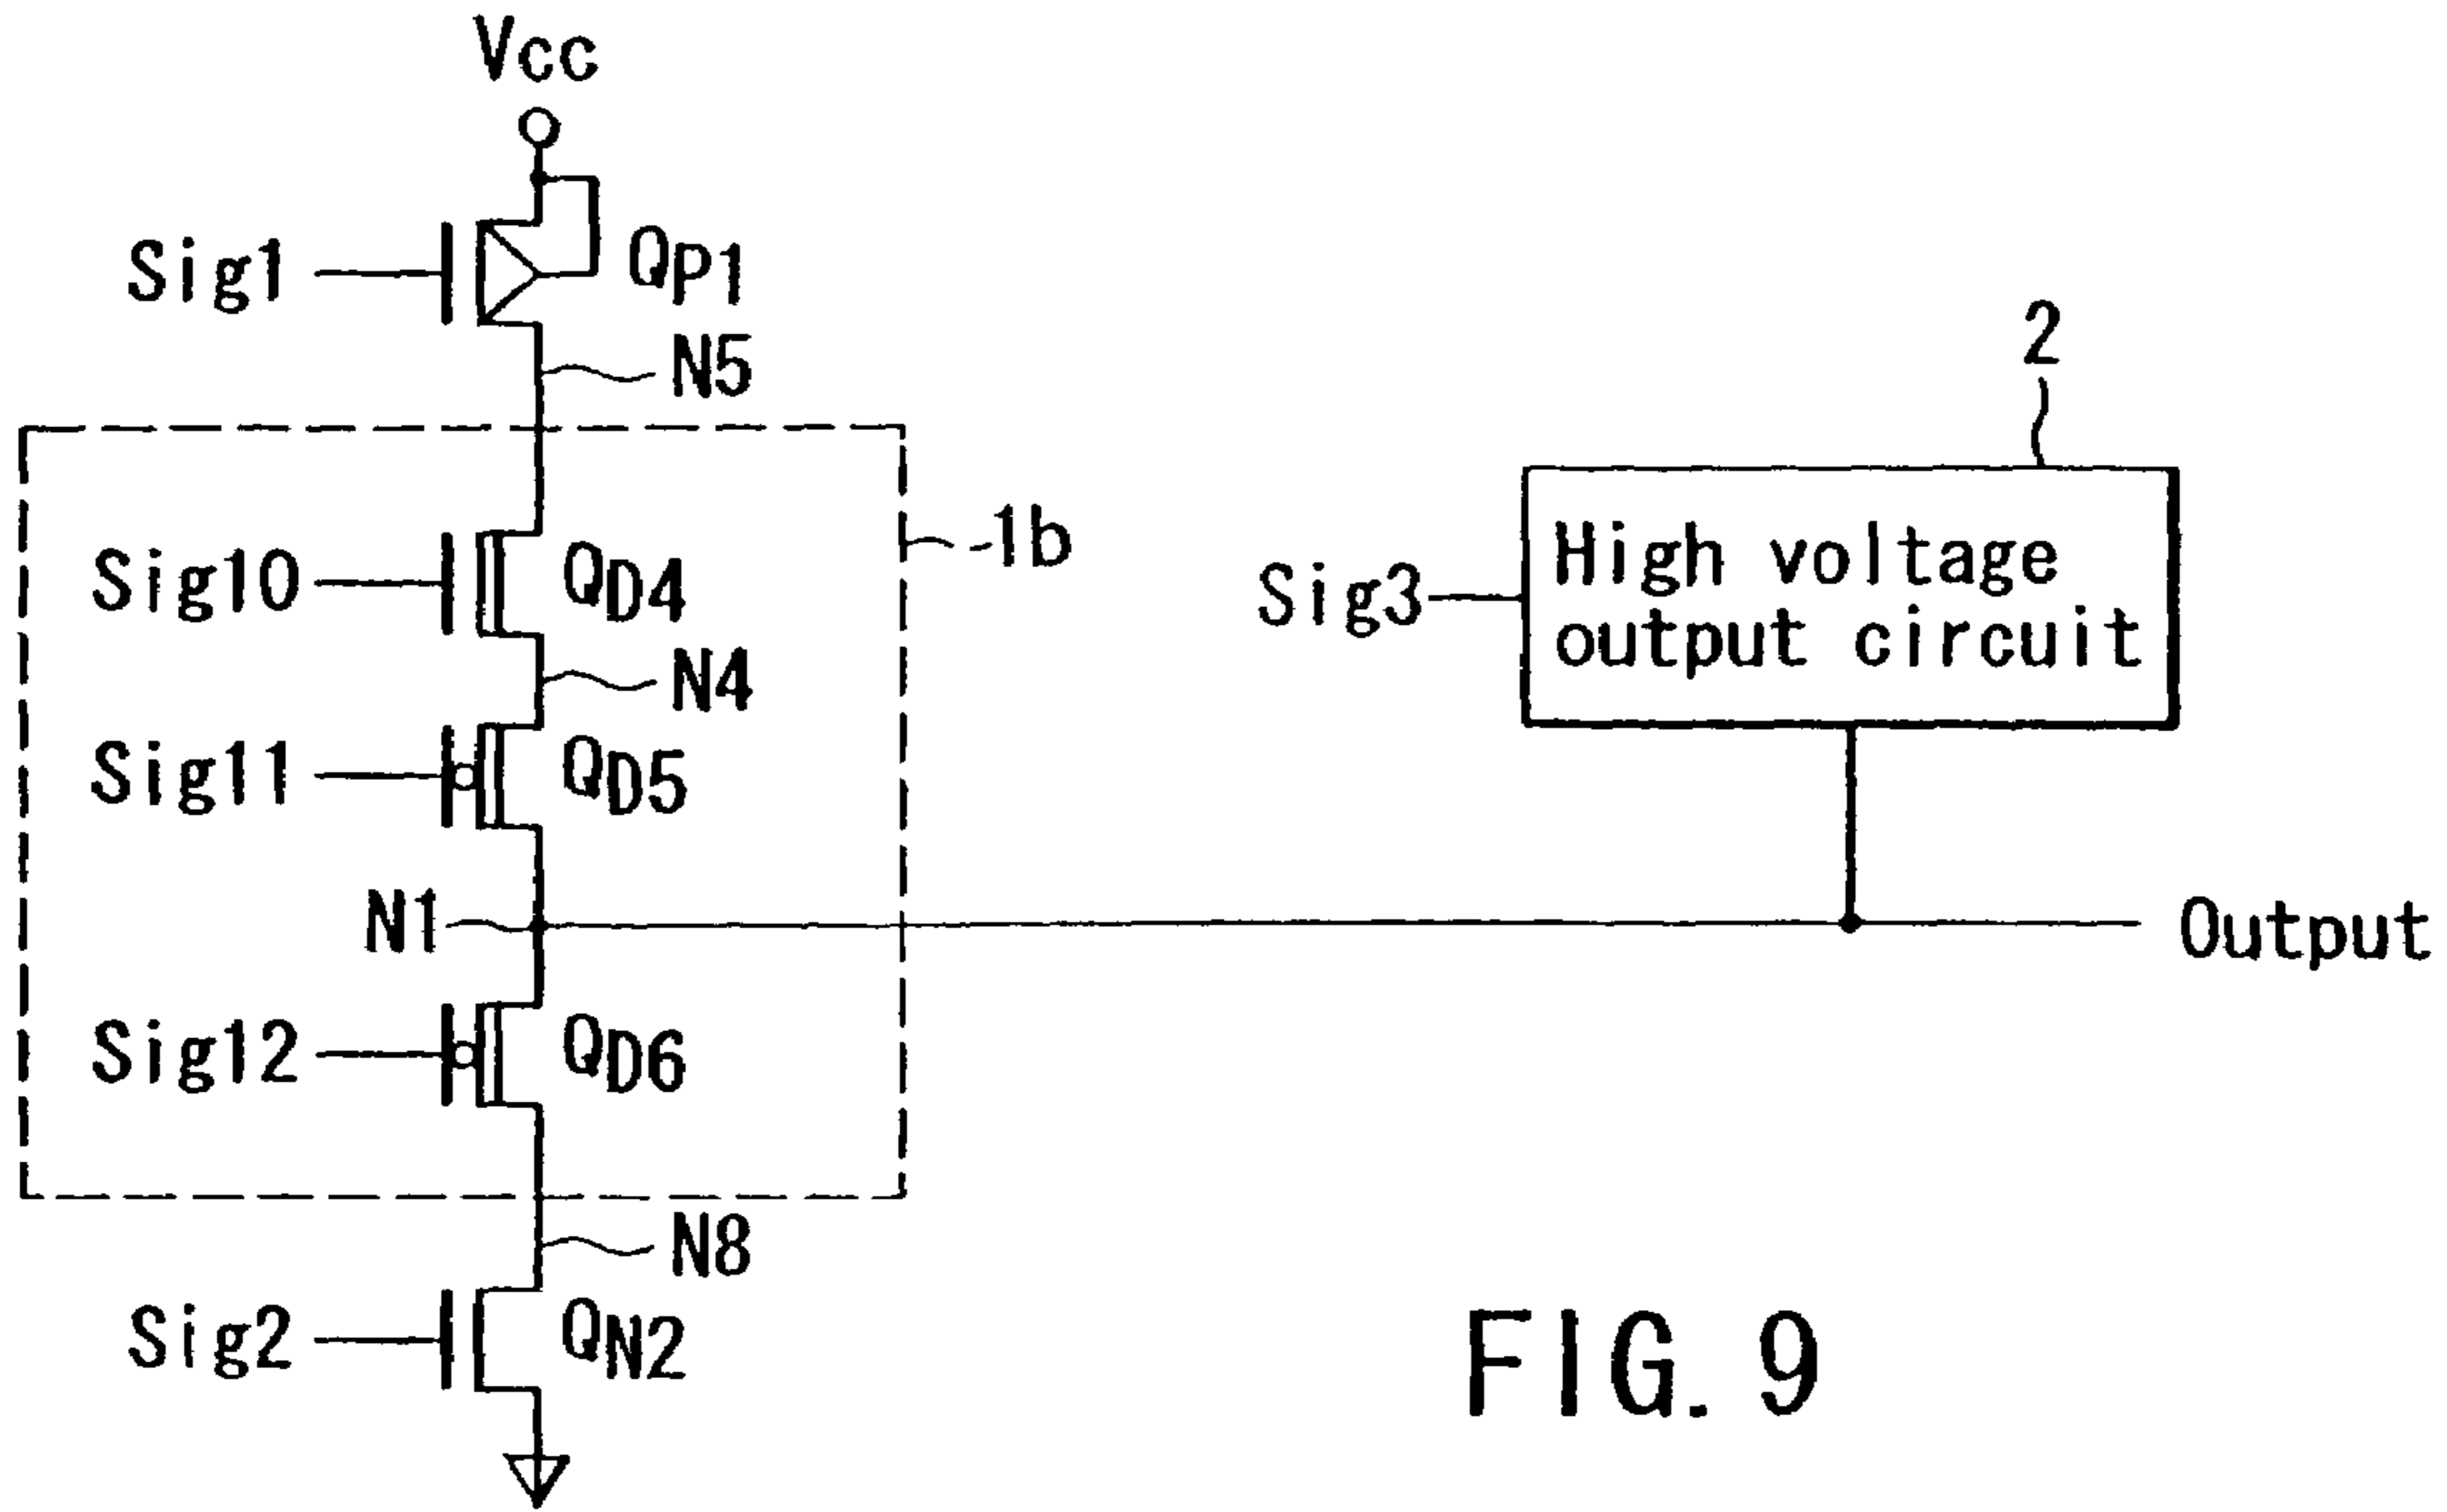 Vcc
Sig1
QP1
N5
2
1b
Sig10
QD4
Sig3
High voltage
output circuit
N4
Sig11
QD5
N1
Output
Sig12
QD6
N8
Sig2
QN2
FIG. 9